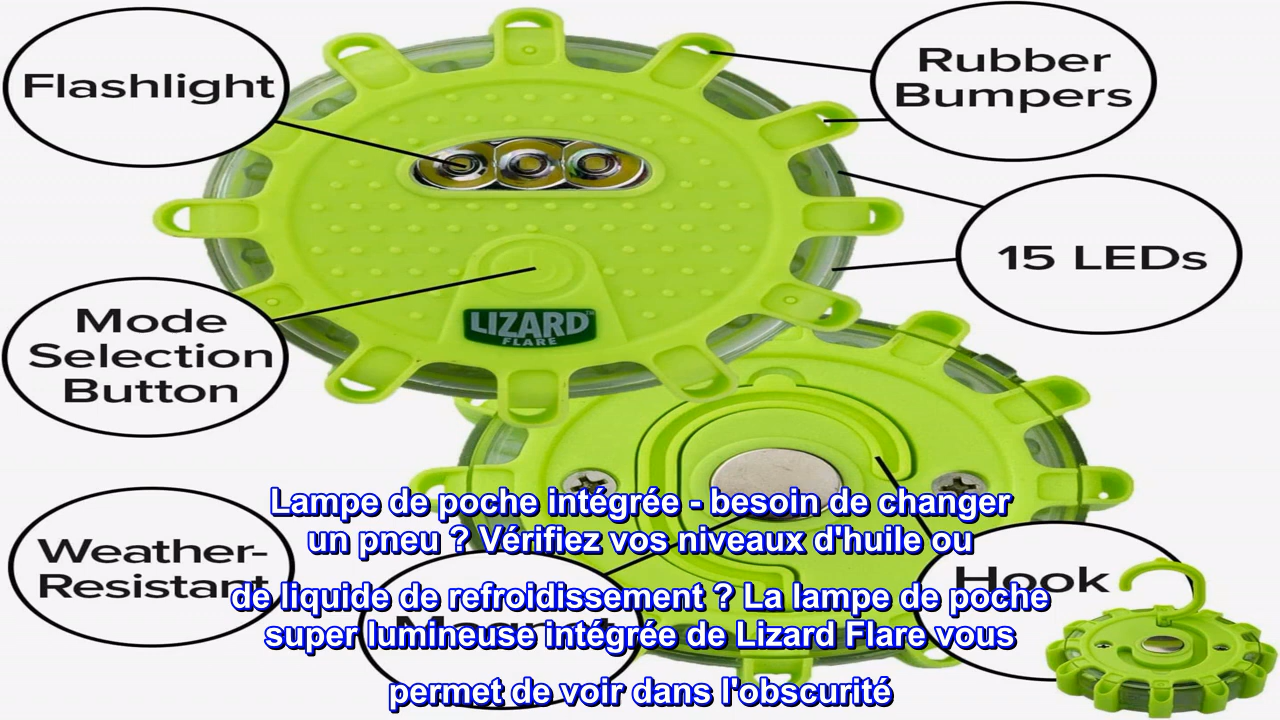 Flashlight
Rubber
Bumpers
15 LEDs
Mode
Selection
Button
LIZARD™
FLARE
Weather-
Resistant
Magnet
Hook
Lampe de poche intégrée - besoin de changer
un pneu ? Vérifiez vos niveaux d'huile ou
de liquide de refroidissement ? La lampe de poche
super lumineuse intégrée de Lizard Flare vous
permet de voir dans l'obscurité